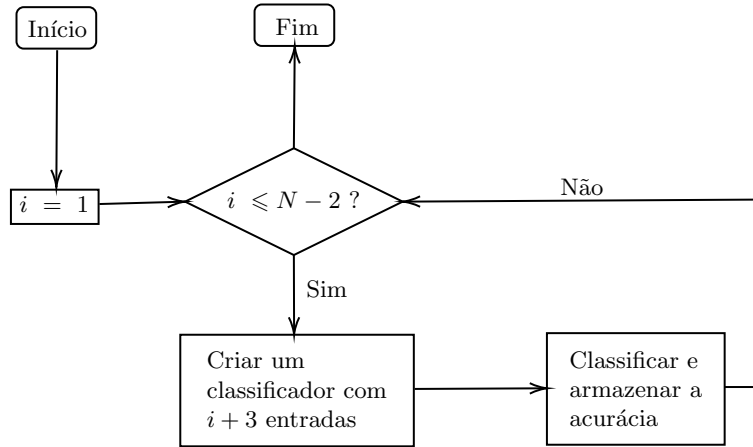 Início
Fim
i = 1
i ⩽ N − 2 ?
Não
Sim
Criar um
classificador com
i + 3 entradas
Classificar e
armazenar a
acurácia